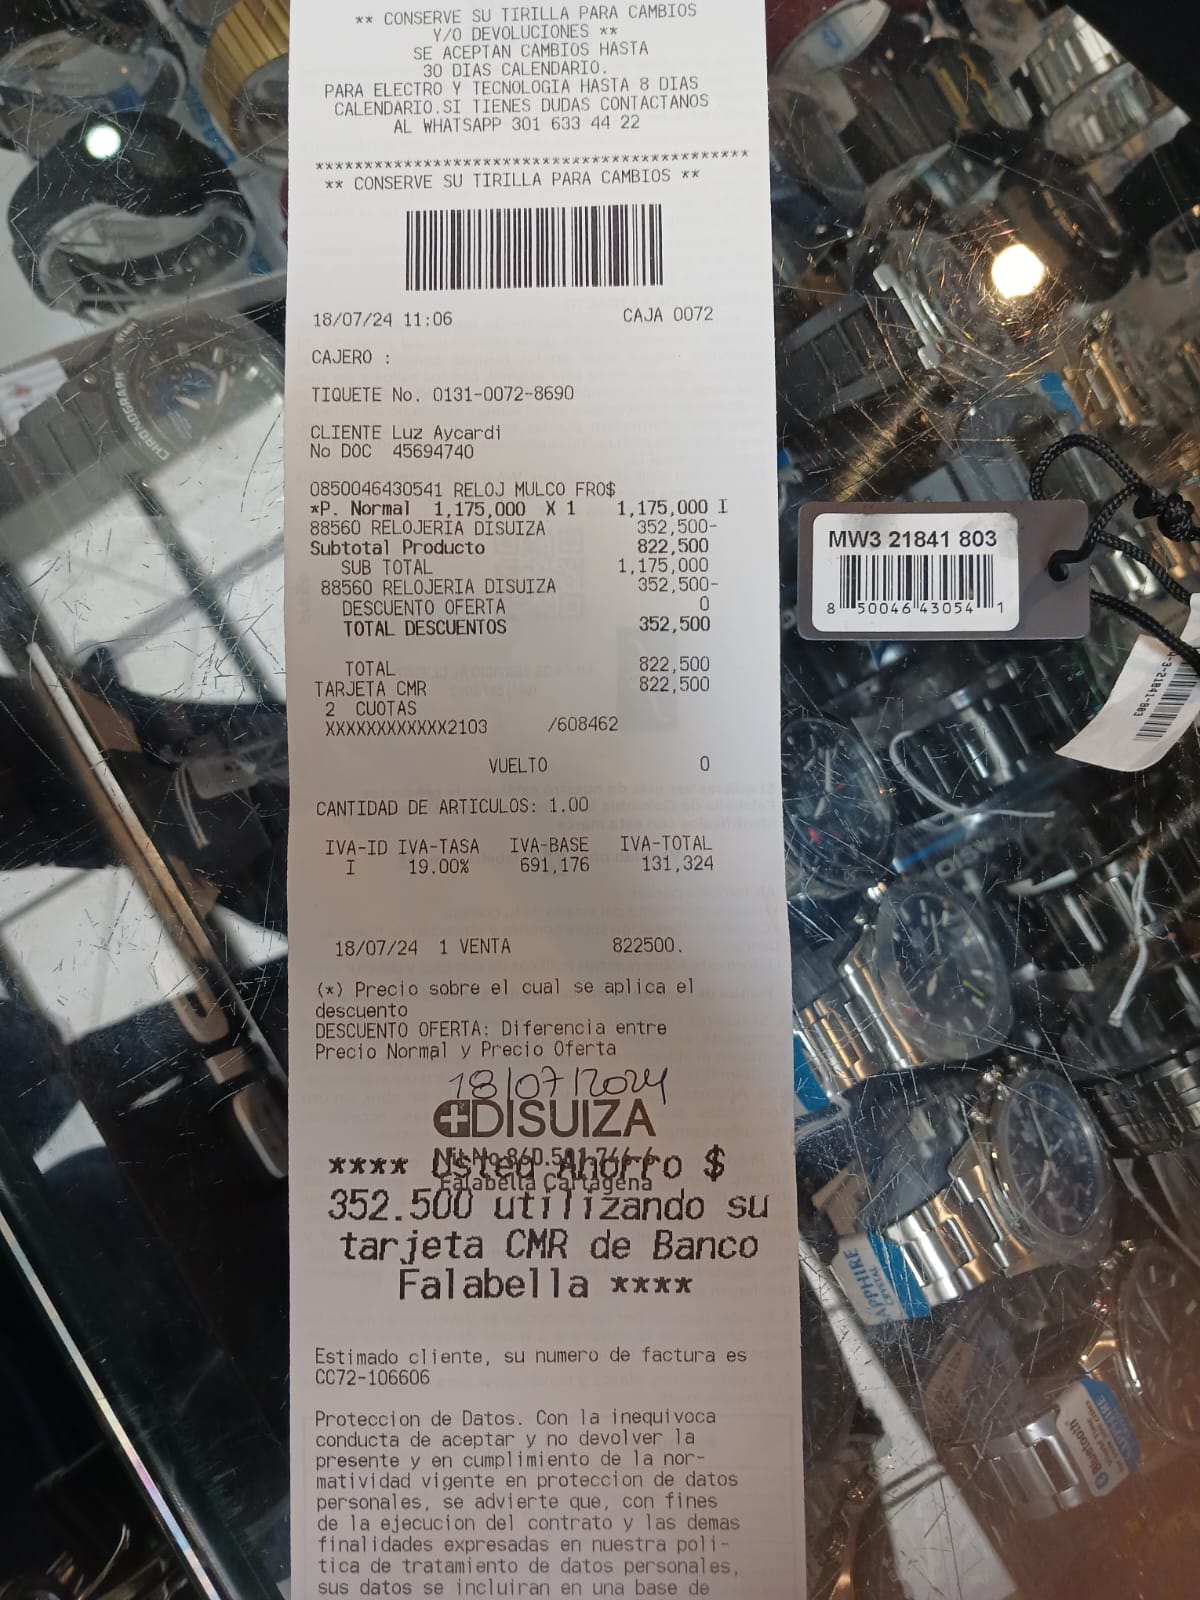 ** CONSERVE SU TIRILLA PARA CAMBIOS
Y/O DEVOLUCIONES **
SE ACEPTAN CAMBIOS HASTA
30 DIAS CALENDARIO.
PARA ELECTRO Y TECNOLOGIA HASTA 8 DIAS
CALENDARIO.SI TIENES DUDAS CONTACTANOS
AL WHATSAPP 301 633 44 22
*******************************************
** CONSERVE SU TIRILLA PARA CAMBIOS **
18/07/24 11:06 CAJA 0072
CAJERO :
TIQUETE No. 0131-0072-8690
CLIENTE Luz Aycardi
No DOC 45694740
0850046430541 RELOJ MULCO FRO$
*P. Normal 1,175,000 X 1 1,175,000 I
88560 RELOJERIA DISUIZA 352,500-
Subtotal Producto 822,500
SUB TOTAL 1,175,000
88560 RELOJERIA DISUIZA 352,500-
DESCUENTO OFERTA 0
TOTAL DESCUENTOS 352,500
TOTAL 822,500
TARJETA CMR 822,500
2 CUOTAS
XXXXXXXXXXXX2103 /608462
VUELTO 0
CANTIDAD DE ARTICULOS: 1.00
IVA-ID IVA-TASA IVA-BASE IVA-TOTAL
I 19.00% 691,176 131,324
18/07/24 1 VENTA 822500.
(*) Precio sobre el cual se aplica el
descuento
DESCUENTO OFERTA: Diferencia entre
Precio Normal y Precio Oferta
18/07/2024
DISUIZA
Nit No 860.501.746-6
Falabella Cartagena
**** Usted Ahorro $
352.500 utilizando su
tarjeta CMR de Banco
Falabella ****
Estimado cliente, su numero de factura es
CC72-106606
Proteccion de Datos. Con la inequivoca
conducta de aceptar y no devolver la
presente y en cumplimiento de la nor-
matividad vigente en proteccion de datos
personales, se advierte que, con fines
de la ejecucion del contrato y las demas
finalidades expresadas en nuestra poli-
tica de tratamiento de datos personales,
sus datos se incluiran en una base de
MW3 21841 803
8 50046 43054 1
3-21841-803
CHRONOGRAPH
SAPPHIRE
CRYSTAL
Bluetooth